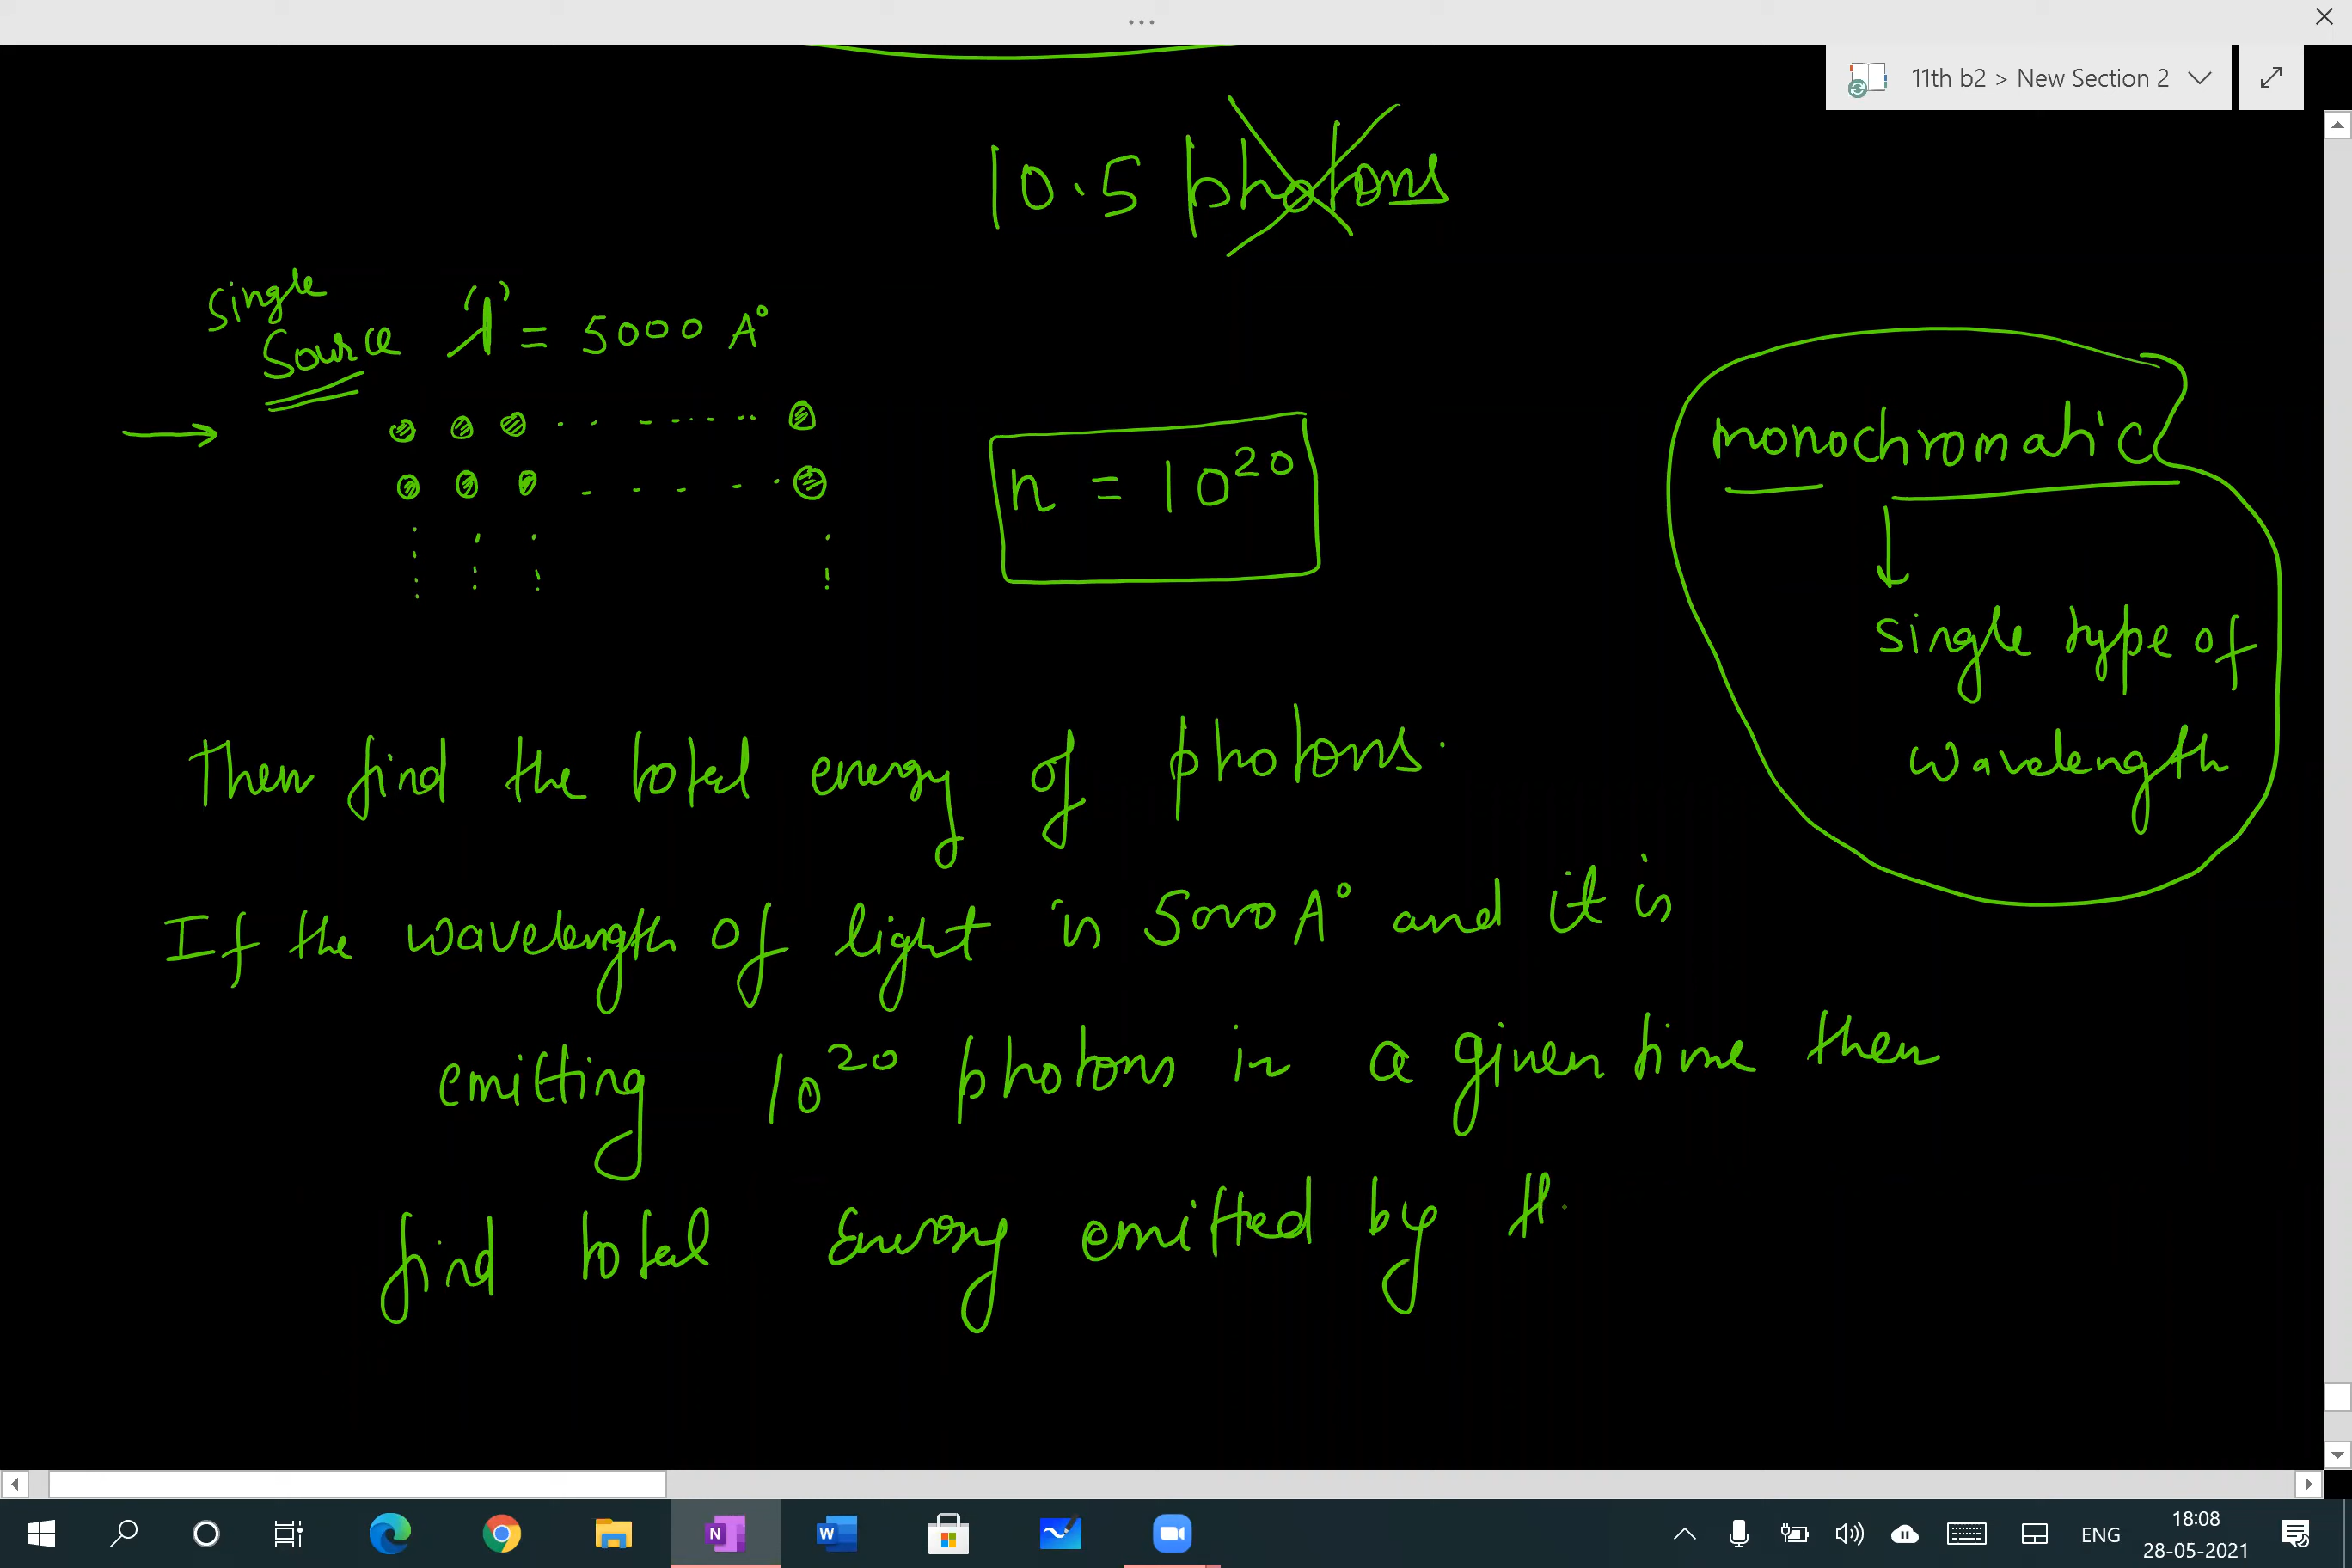 11th b2 > New Section 2
10.5 photons
Single
Source 'λ' = 5000 A°
n = 10²⁰
monochromatic
single type of
wavelength
Then find the total energy of photons.
If the wavelength of light is 5000 A° and it is
emitting 10²⁰ photons in a given time then
find total Energy emitted by
ENG
18:08
28-05-2021